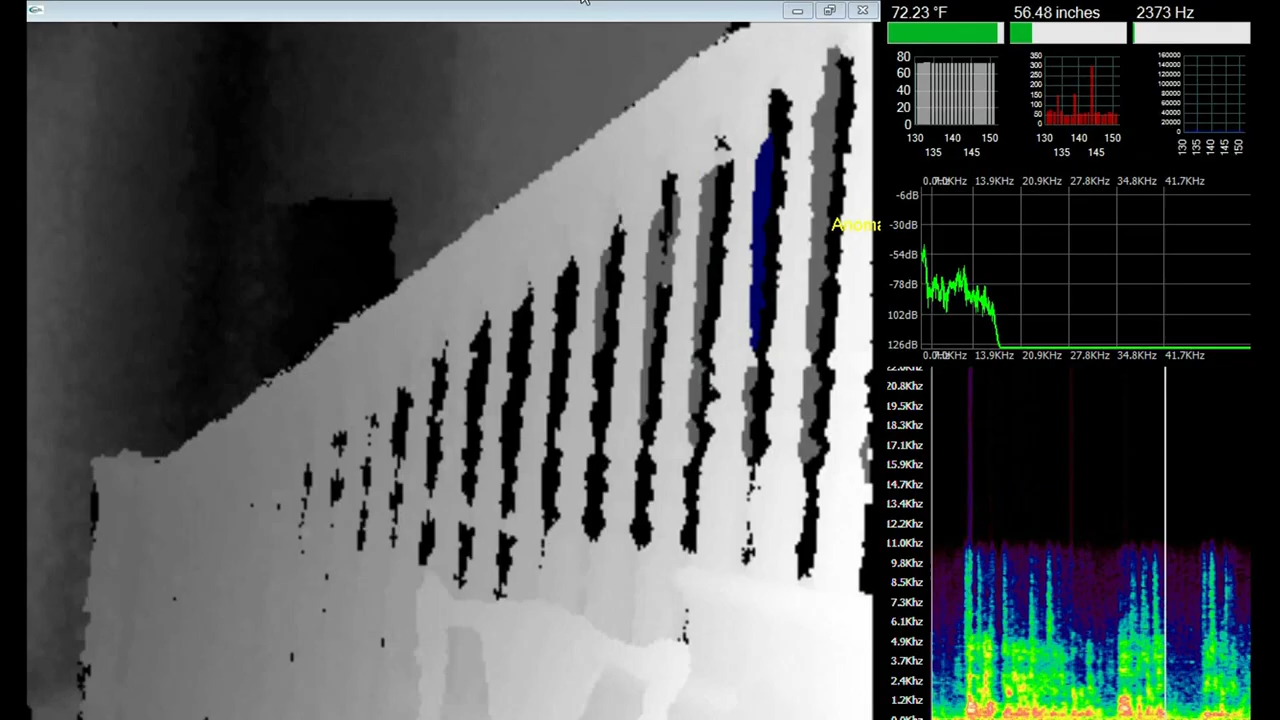 72.23 °F
56.48 inches
2373 Hz
80
60
40
20
0
130 140 150
135 145
350
300
250
200
150
100
50
0
130 140 150
135 145
160000
140000
120000
100000
80000
60000
40000
20000
0
130
135
140
145
150
13.9KHz 20.9KHz 27.8KHz 34.8KHz 41.7KHz
-6dB
-30dB
Anoma
-54dB
-78dB
102dB
126dB
13.9KHz 20.9KHz 27.8KHz 34.8KHz 41.7KHz
20.8Khz
19.5Khz
18.3Khz
17.1Khz
15.9Khz
14.7Khz
13.4Khz
12.2Khz
11.0Khz
9.8Khz
8.5Khz
7.3Khz
6.1Khz
4.9Khz
3.7Khz
2.4Khz
1.2Khz